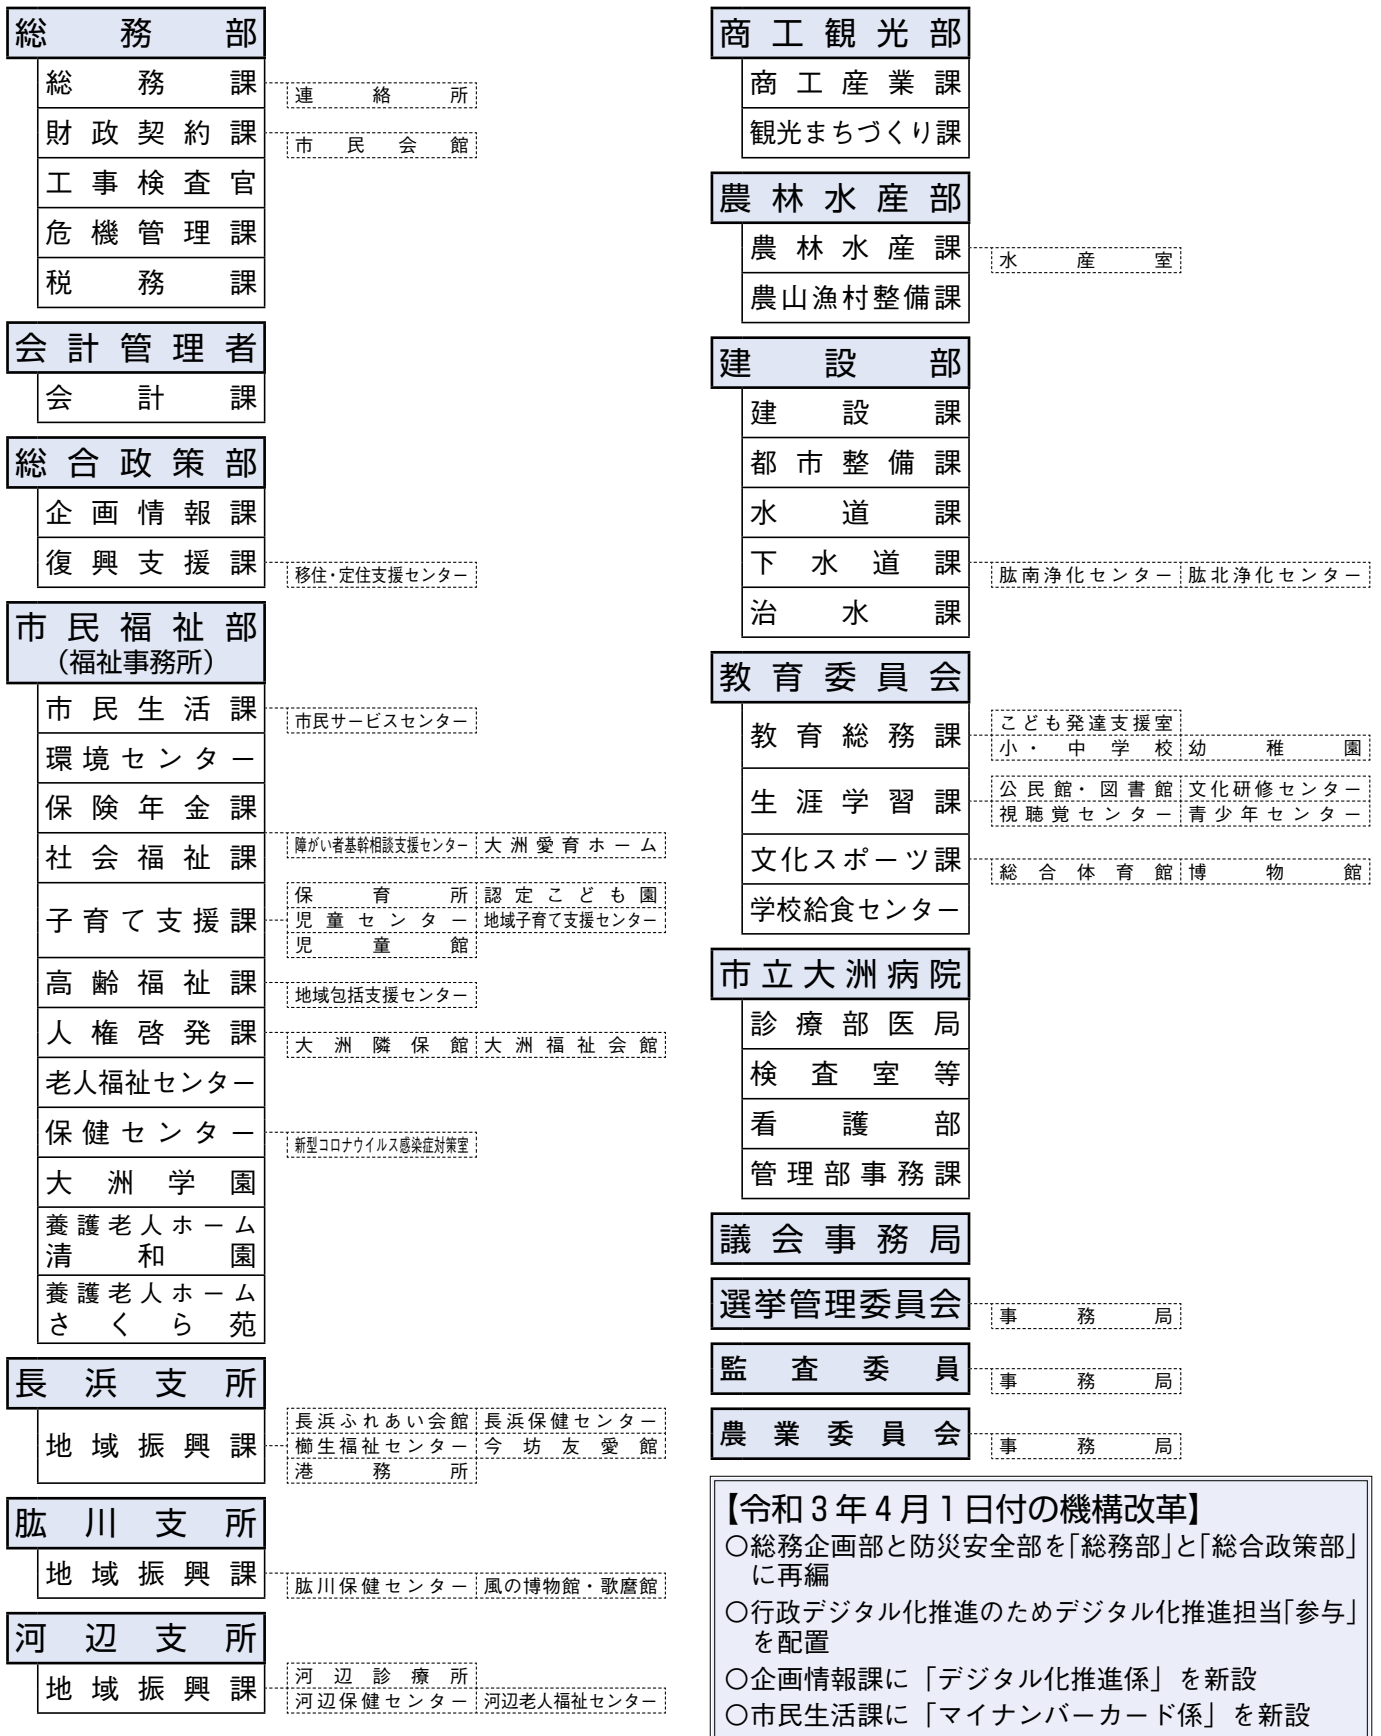 総務部
総務課
連絡所
財政契約課
市民会館
工事検査官
危機管理課
税務課
会計管理者
会計課
総合政策部
企画情報課
復興支援課
移住・定住支援センター
市民福祉部
（福祉事務所）
市民生活課
市民サービスセンター
環境センター
保険年金課
社会福祉課
障がい者基幹相談支援センター 大洲愛育ホーム
子育て支援課
保育所 認定こども園
児童センター 地域子育て支援センター
児童館
高齢福祉課
地域包括支援センター
人権啓発課
大洲隣保館 大洲福祉会館
老人福祉センター
保健センター
新型コロナウイルス感染症対策室
大洲学園
養護老人ホーム
清和園
養護老人ホーム
さくら苑
長浜支所
地域振興課
長浜ふれあい会館 長浜保健センター
櫛生福祉センター 今坊友愛館
港務所
肱川支所
地域振興課
肱川保健センター 風の博物館・歌麿館
河辺支所
地域振興課
河辺診療所
河辺保健センター 河辺老人福祉センター
商工観光部
商工産業課
観光まちづくり課
農林水産部
農林水産課
水産室
農山漁村整備課
建設部
建設課
都市整備課
水道課
下水道課
肱南浄化センター 肱北浄化センター
治水課
教育委員会
教育総務課
こども発達支援室
小・中学校 幼稚園
生涯学習課
公民館・図書館 文化研修センター
視聴覚センター 青少年センター
文化スポーツ課
総合体育館 博物館
学校給食センター
市立大洲病院
診療部医局
検査室等
看護部
管理部事務課
議会事務局
選挙管理委員会
事務局
監査委員
事務局
農業委員会
事務局
【令和３年４月１日付の機構改革】
○総務企画部と防災安全部を「総務部」と「総合政策部」
に再編
○行政デジタル化推進のためデジタル化推進担当「参与」
を配置
○企画情報課に「デジタル化推進係」を新設
○市民生活課に「マイナンバーカード係」を新設